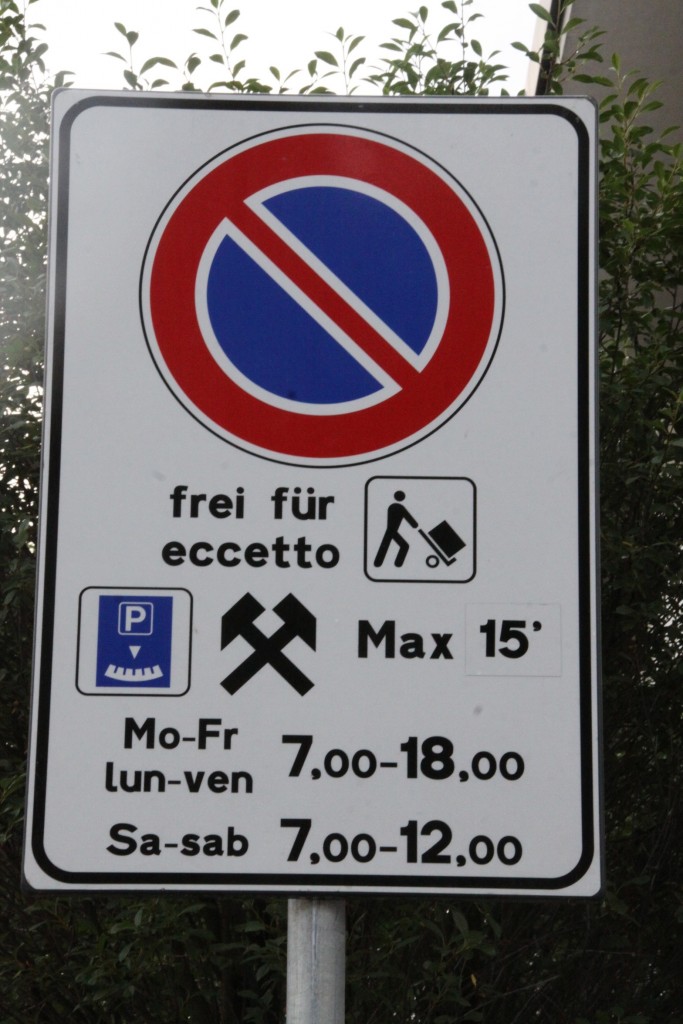 frei für
eccetto
P
Max 15'
Mo-Fr
lun-ven
7,00-18,00
Sa-sab 7,00-12,00